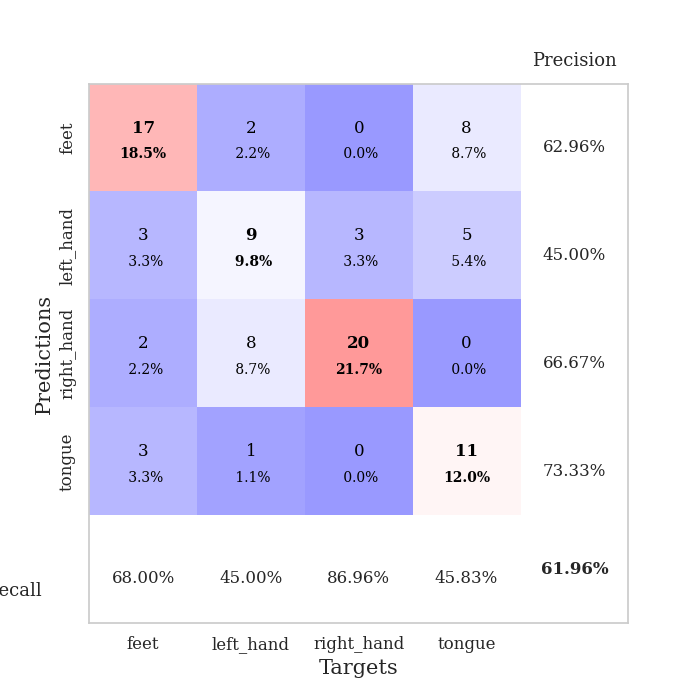 Precision
feet
17 2 0 8 62.96%
18.5% 2.2% 0.0% 8.7%
left_hand
3 9 3 5 45.00%
3.3% 9.8% 3.3% 5.4%
Predictions
right_hand
2 8 20 0 66.67%
2.2% 8.7% 21.7% 0.0%
tongue
3 1 0 11 73.33%
3.3% 1.1% 0.0% 12.0%
ecall 68.00% 45.00% 86.96% 45.83% 61.96%
feet left_hand right_hand tongue
Targets